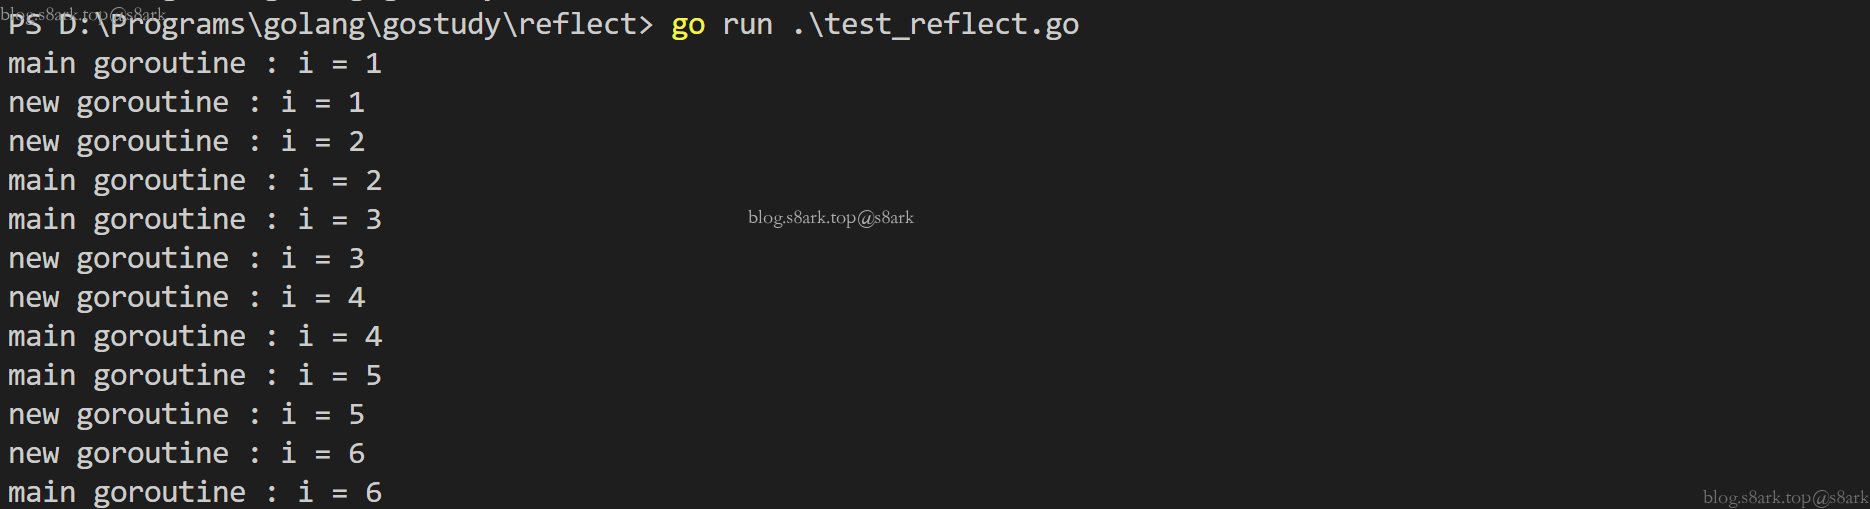 blog.s8ark.top@s8ark
PS D:\Programs\golang\gostudy\reflect> go run .\test_reflect.go
main goroutine : i = 1
new goroutine : i = 1
new goroutine : i = 2
main goroutine : i = 2
main goroutine : i = 3
blog.s8ark.top@s8ark
new goroutine : i = 3
new goroutine : i = 4
main goroutine : i = 4
main goroutine : i = 5
new goroutine : i = 5
new goroutine : i = 6
main goroutine : i = 6
blog.s8ark.top@s8ark